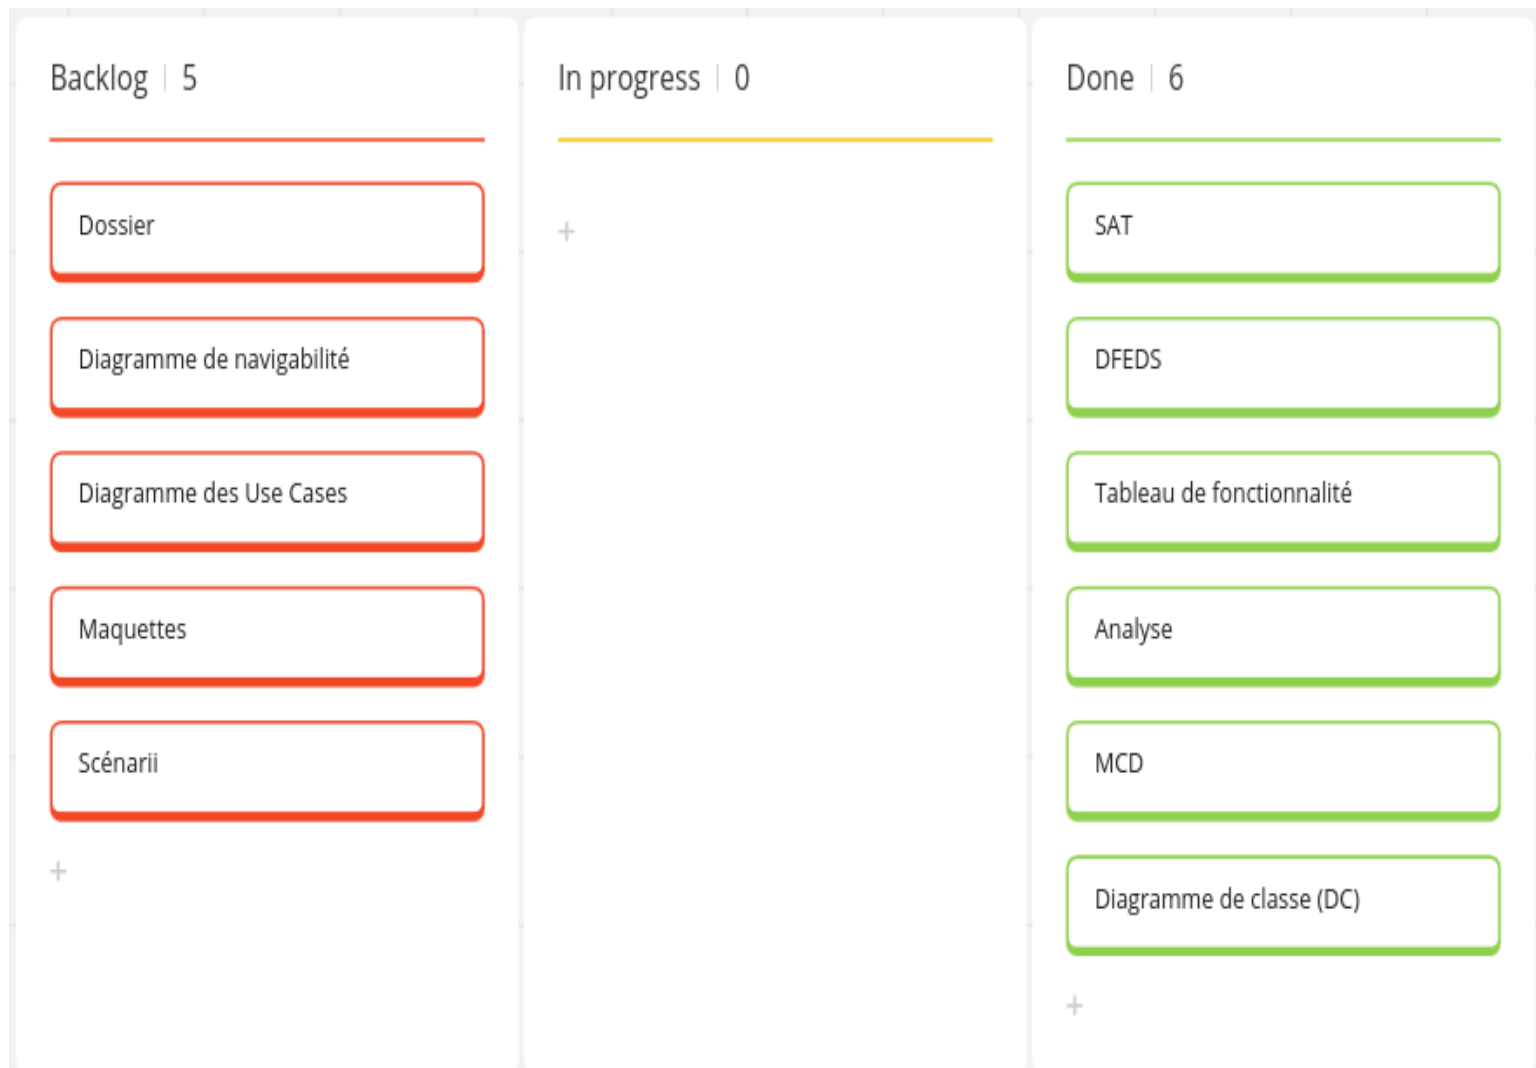 Backlog | 5
Dossier
Diagramme de navigabilité
Diagramme des Use Cases
Maquettes
Scénarii
+
In progress | 0
+
Done | 6
SAT
DFEDS
Tableau de fonctionnalité
Analyse
MCD
Diagramme de classe (DC)
+